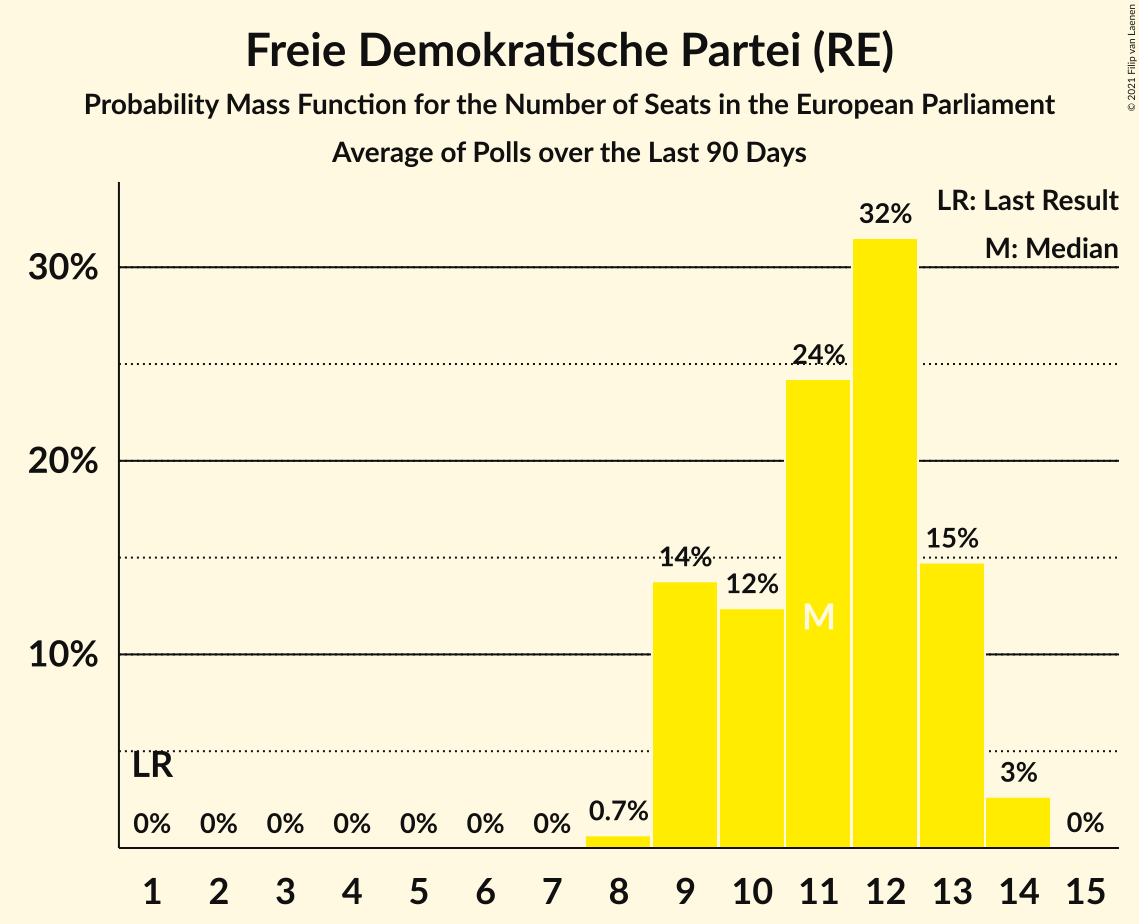 Freie Demokratische Partei (RE)
Probability Mass Function for the Number of Seats in the European Parliament
Average of Polls over the Last 90 Days
© 2021 Filip van Laenen
LR: Last Result
M: Median
30%
20%
10%
32%
24%
15%
14%
12%
M
LR
3%
0.7%
0% 0% 0% 0% 0% 0% 0% 0%
1 2 3 4 5 6 7 8 9 10 11 12 13 14 15